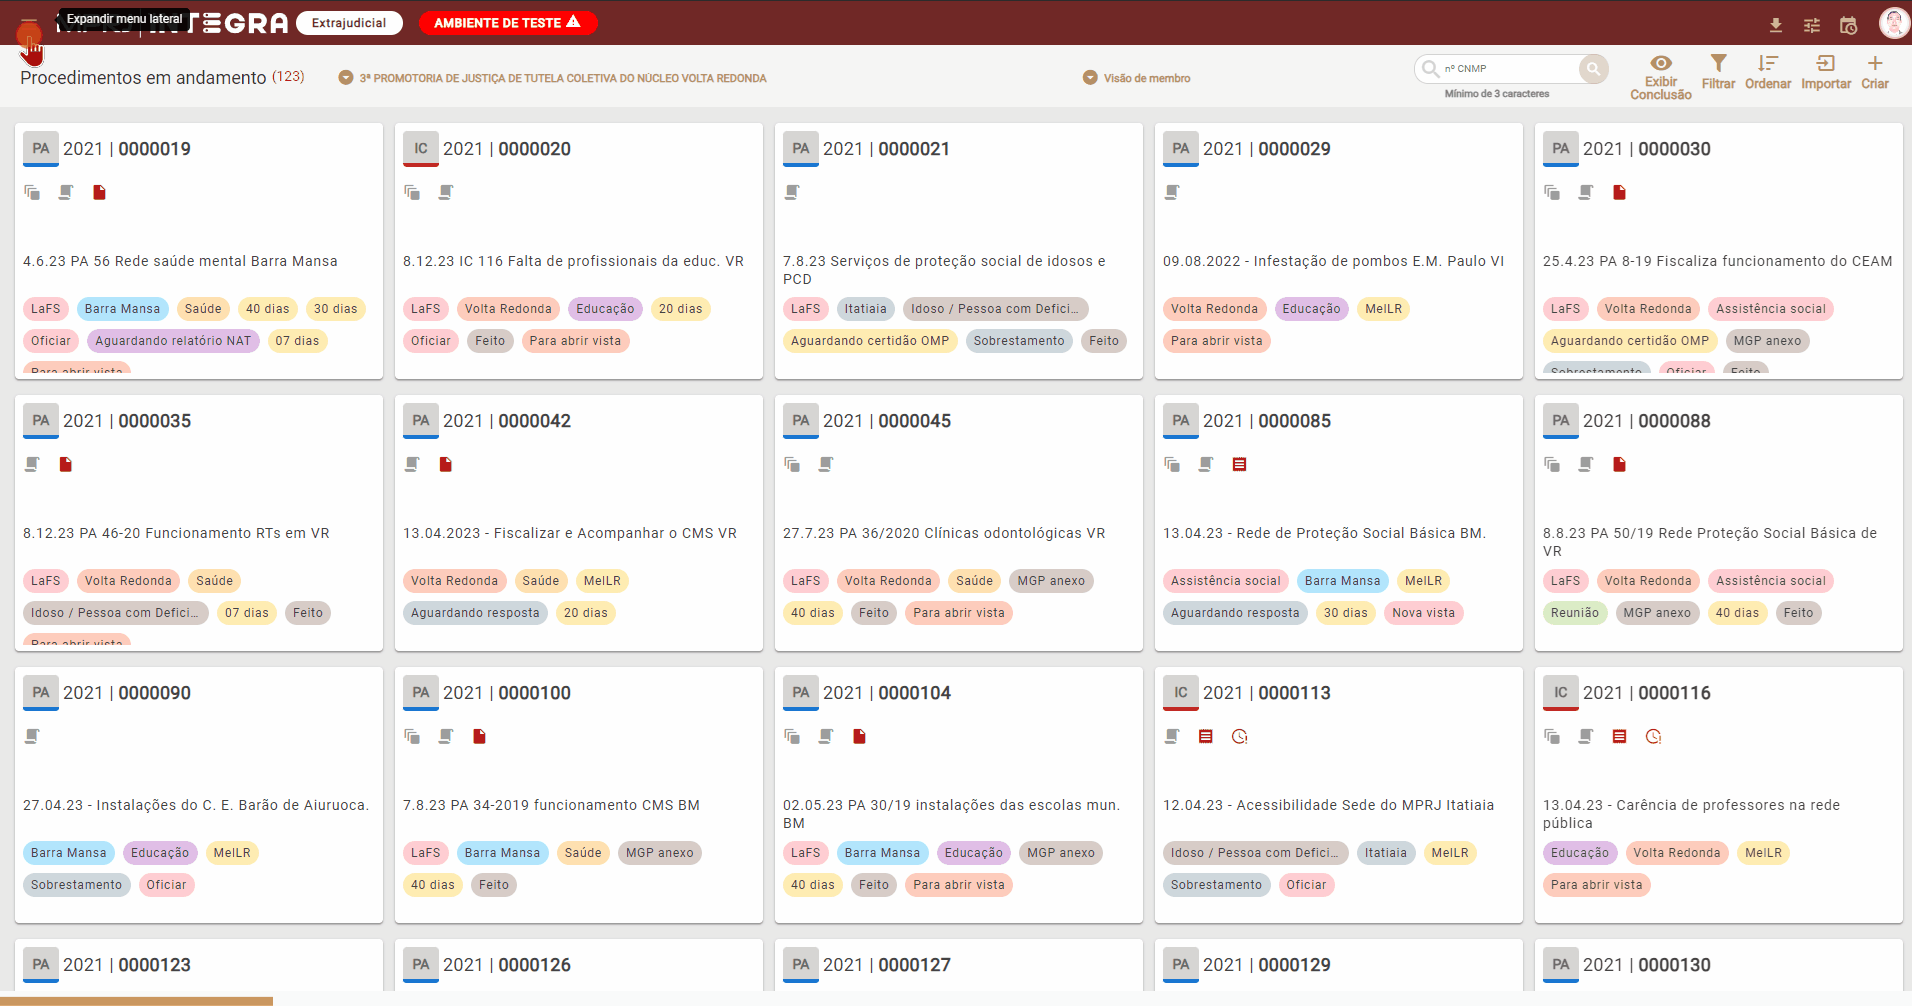 Expandir menu lateral
INTEGRA
Extrajudicial
AMBIENTE DE TESTE
Procedimentos em andamento (123)
3ª PROMOTORIA DE JUSTIÇA DE TUTELA COLETIVA DO NÚCLEO VOLTA REDONDA
Visão de membro
nº CNMP
Mínimo de 3 caracteres
Exibir
Conclusão
Filtrar
Ordenar
Importar
Criar
PA 2021 | 0000019
4.6.23 PA 56 Rede saúde mental Barra Mansa
LaFS Barra Mansa Saúde 40 dias 30 dias
Oficiar Aguardando relatório NAT 07 dias
Para abrir vista
IC 2021 | 0000020
8.12.23 IC 116 Falta de profissionais da educ. VR
LaFS Volta Redonda Educação 20 dias
Oficiar Feito Para abrir vista
PA 2021 | 0000021
7.8.23 Serviços de proteção social de idosos e
PCD
LaFS Itatiaia Idoso / Pessoa com Defici...
Aguardando certidão OMP Sobrestamento Feito
PA 2021 | 0000029
09.08.2022 - Infestação de pombos E.M. Paulo VI
Volta Redonda Educação MelLR
Para abrir vista
PA 2021 | 0000030
25.4.23 PA 8-19 Fiscaliza funcionamento do CEAM
LaFS Volta Redonda Assistência social
Aguardando certidão OMP MGP anexo
Sobrestamento Oficiar Feito
PA 2021 | 0000035
8.12.23 PA 46-20 Funcionamento RTs em VR
LaFS Volta Redonda Saúde
Idoso / Pessoa com Defici... 07 dias Feito
Para abrir vista
PA 2021 | 0000042
13.04.2023 - Fiscalizar e Acompanhar o CMS VR
Volta Redonda Saúde MelLR
Aguardando resposta 20 dias
PA 2021 | 0000045
27.7.23 PA 36/2020 Clínicas odontológicas VR
LaFS Volta Redonda Saúde MGP anexo
40 dias Feito Para abrir vista
PA 2021 | 0000085
13.04.23 - Rede de Proteção Social Básica BM.
Assistência social Barra Mansa MelLR
Aguardando resposta 30 dias Nova vista
PA 2021 | 0000088
8.8.23 PA 50/19 Rede Proteção Social Básica de
VR
LaFS Volta Redonda Assistência social
Reunião MGP anexo 40 dias Feito
PA 2021 | 0000090
27.04.23 - Instalações do C. E. Barão de Aiuruoca.
Barra Mansa Educação MelLR
Sobrestamento Oficiar
PA 2021 | 0000100
7.8.23 PA 34-2019 funcionamento CMS BM
LaFS Barra Mansa Saúde MGP anexo
40 dias Feito
PA 2021 | 0000104
02.05.23 PA 30/19 instalações das escolas mun.
BM
LaFS Barra Mansa Educação MGP anexo
40 dias Feito Para abrir vista
IC 2021 | 0000113
12.04.23 - Acessibilidade Sede do MPRJ Itatiaia
Idoso / Pessoa com Defici... Itatiaia MelLR
Sobrestamento Oficiar
IC 2021 | 0000116
13.04.23 - Carência de professores na rede
pública
Educação Volta Redonda MelLR
Para abrir vista
PA 2021 | 0000123
PA 2021 | 0000126
PA 2021 | 0000127
PA 2021 | 0000129
PA 2021 | 0000130